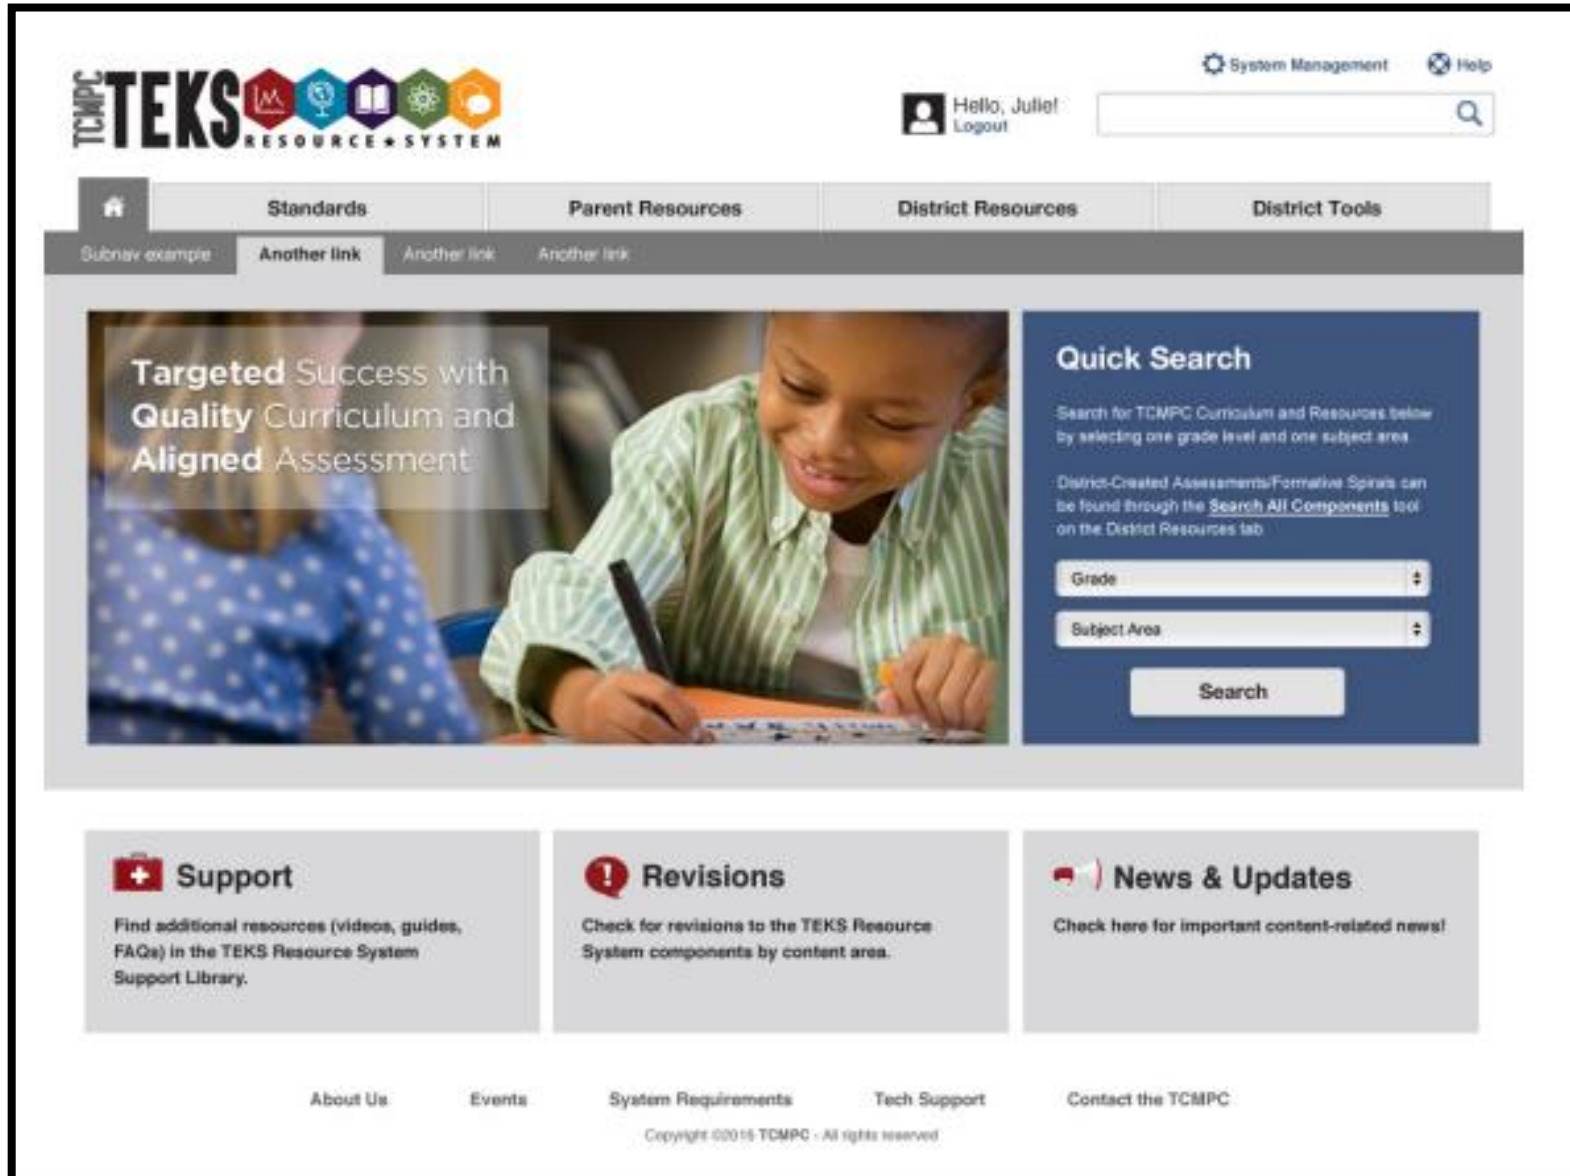 TCMPC
TEKS
RESOURCE★SYSTEM
System Management
Help
Hello, Julie!
Logout
Standards
Parent Resources
District Resources
District Tools
Subnav example
Another link
Another link
Another link
Targeted Success with
Quality Curriculum and
Aligned Assessment
Quick Search
Search for TCMPC Curriculum and Resources below
by selecting one grade level and one subject area
District-Created Assessments/Formative Spirals can
be found through the Search All Components tool
on the District Resources tab
Grade
Subject Area
Search
Support
Find additional resources (videos, guides,
FAQs) in the TEKS Resource System
Support Library.
Revisions
Check for revisions to the TEKS Resource
System components by content area.
News & Updates
Check here for important content-related news!
About Us
Events
System Requirements
Tech Support
Contact the TCMPC
Copyright ©2015 TCMPC - All rights reserved